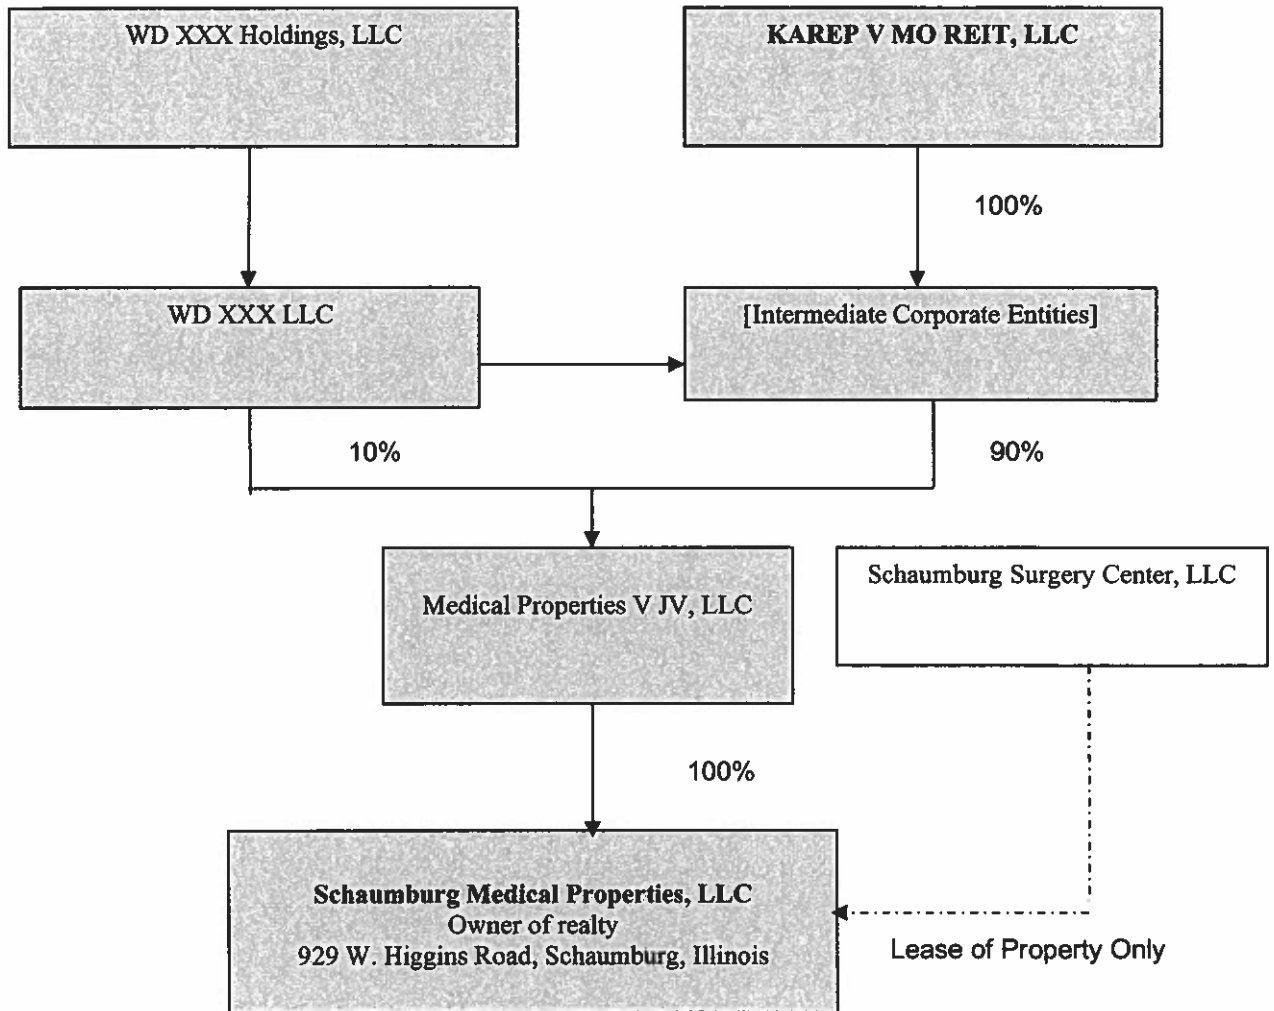 WD XXX Holdings, LLC
KAREP V MO REIT, LLC
100%
WD XXX LLC
[Intermediate Corporate Entities]
10%
90%
Medical Properties V JV, LLC
Schaumburg Surgery Center, LLC
100%
Schaumburg Medical Properties, LLC
Owner of realty
929 W. Higgins Road, Schaumburg, Illinois
Lease of Property Only